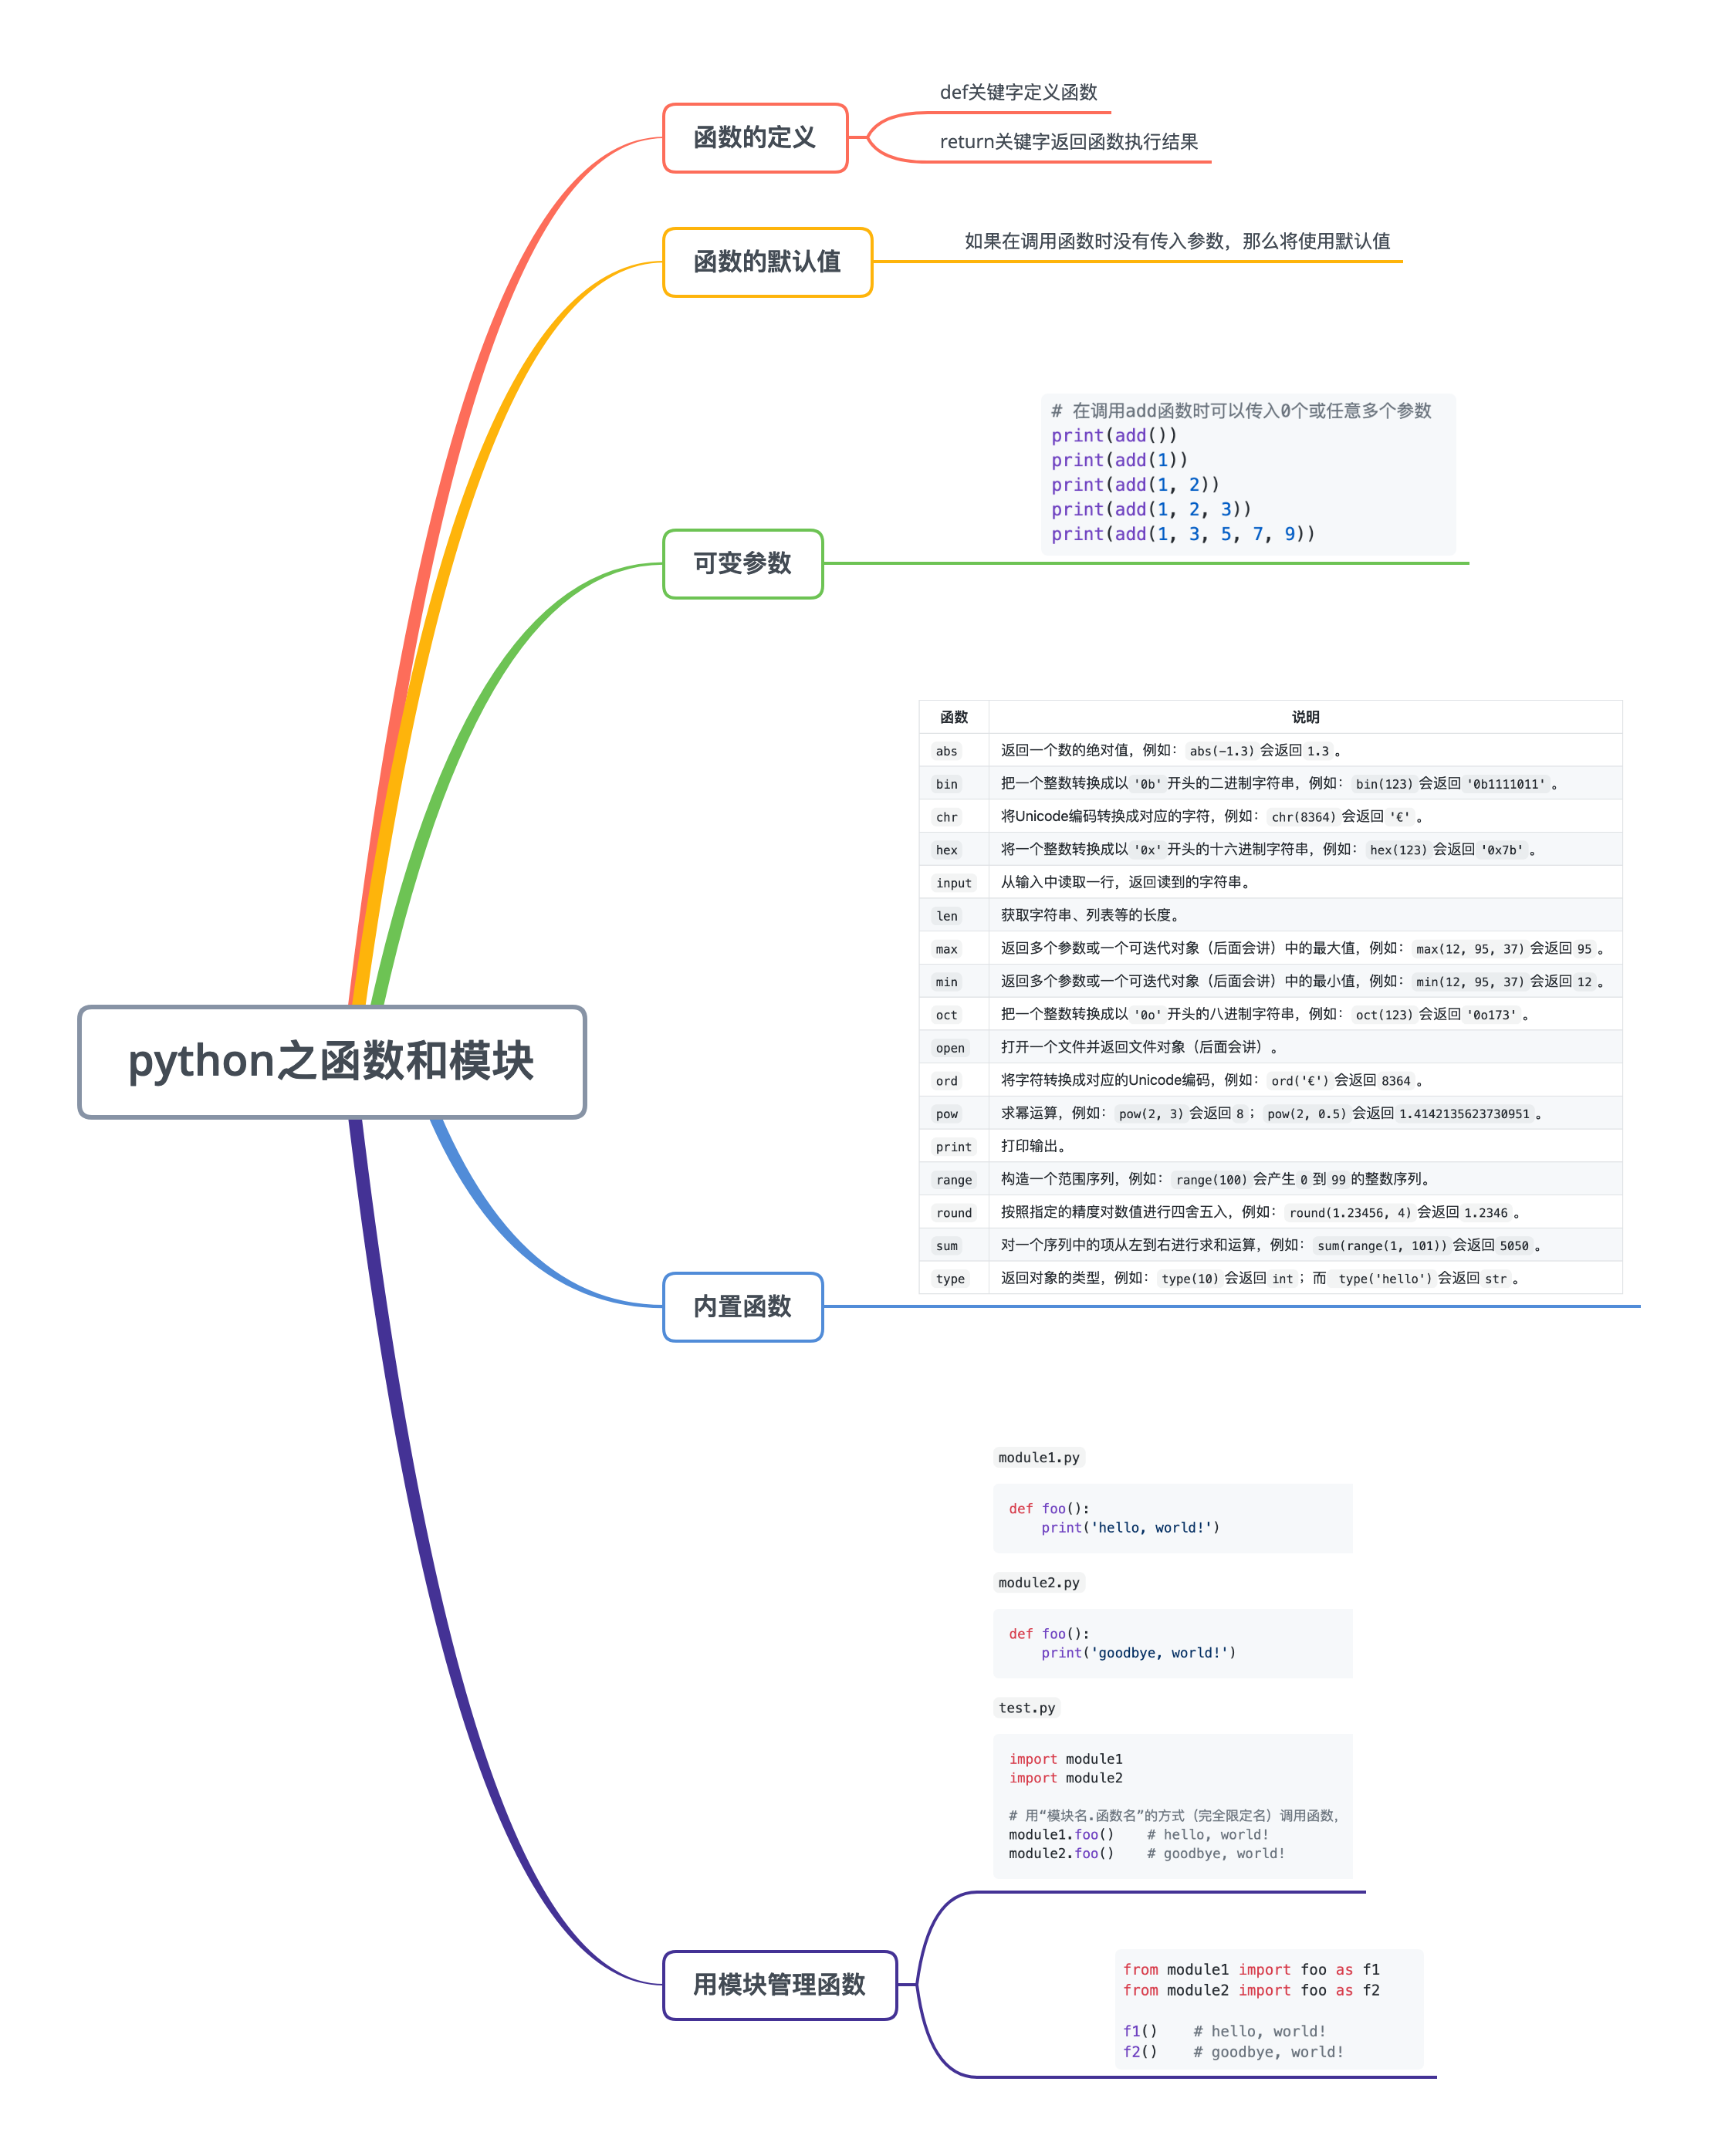 def关键字定义函数
函数的定义
return关键字返回函数执行结果
如果在调用函数时没有传入参数，那么将使用默认值
函数的默认值
# 在调用add函数时可以传入0个或任意多个参数
print(add())
print(add(1))
print(add(1, 2))
print(add(1, 2, 3))
print(add(1, 3, 5, 7, 9))
可变参数
函数 说明
abs 返回一个数的绝对值，例如：abs(-1.3)会返回1.3。
bin 把一个整数转换成以'0b'开头的二进制字符串，例如：bin(123)会返回'0b1111011'。
chr 将Unicode编码转换成对应的字符，例如：chr(8364)会返回'€'。
hex 将一个整数转换成以'0x'开头的十六进制字符串，例如：hex(123)会返回'0x7b'。
input 从输入中读取一行，返回读到的字符串。
len 获取字符串、列表等的长度。
max 返回多个参数或一个可迭代对象（后面会讲）中的最大值，例如：max(12, 95, 37)会返回95。
min 返回多个参数或一个可迭代对象（后面会讲）中的最小值，例如：min(12, 95, 37)会返回12。
oct 把一个整数转换成以'0o'开头的八进制字符串，例如：oct(123)会返回'0o173'。
open 打开一个文件并返回文件对象（后面会讲）。
ord 将字符转换成对应的Unicode编码，例如：ord('€')会返回8364。
pow 求幂运算，例如：pow(2, 3)会返回8；pow(2, 0.5)会返回1.4142135623730951。
print 打印输出。
range 构造一个范围序列，例如：range(100)会产生0到99的整数序列。
round 按照指定的精度对数值进行四舍五入，例如：round(1.23456, 4)会返回1.2346。
sum 对一个序列中的项从左到右进行求和运算，例如：sum(range(1, 101))会返回5050。
type 返回对象的类型，例如：type(10)会返回int；而 type('hello')会返回str。
python之函数和模块
内置函数
module1.py
def foo():
    print('hello, world!')
module2.py
def foo():
    print('goodbye, world!')
test.py
import module1
import module2
# 用“模块名.函数名”的方式（完全限定名）调用函数，
module1.foo()    # hello, world!
module2.foo()    # goodbye, world!
用模块管理函数
from module1 import foo as f1
from module2 import foo as f2
f1()    # hello, world!
f2()    # goodbye, world!